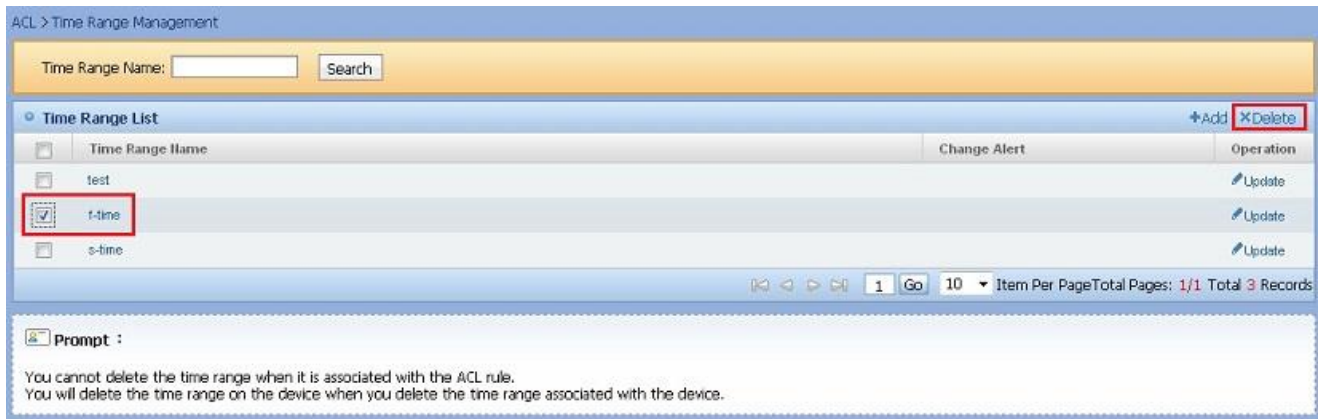 ACL > Time Range Management
Time Range Name: Search
Time Range List +Add ×Delete
Time Range Name Change Alert Operation
test Update
f-time Update
s-time Update
1 Go 10 Item Per PageTotal Pages: 1/1 Total 3 Records
Prompt :
You cannot delete the time range when it is associated with the ACL rule.
You will delete the time range on the device when you delete the time range associated with the device.